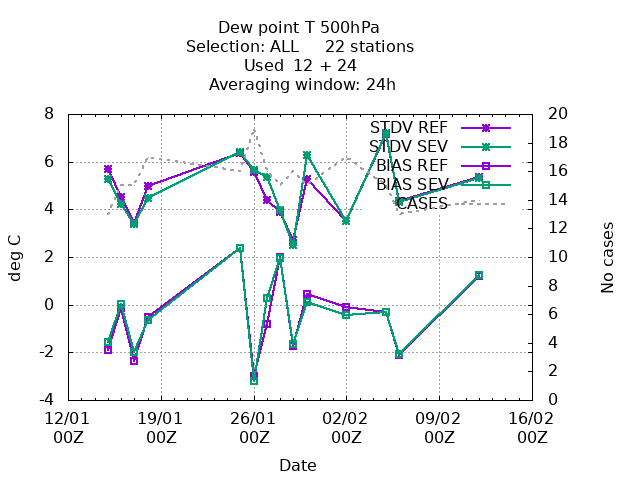 Dew point T 500hPa
Selection: ALL     22 stations
Used  12 + 24
Averaging window: 24h
8
6
4
2
0
-2
-4
deg C
20
18
16
14
12
10
8
6
4
2
0
No cases
STDV REF
STDV SEV
BIAS REF
BIAS SEV
CASES
12/01 19/01 26/01 02/02 09/02 16/02
00Z 00Z 00Z 00Z 00Z 00Z
Date